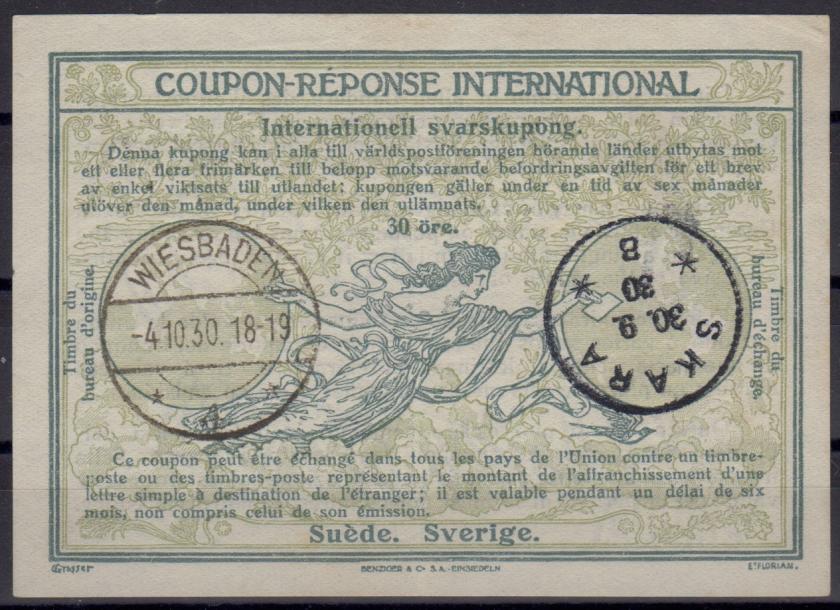 COUPON-RÉPONSE INTERNATIONAL
Internationell svarskupong.
Denna kupong kan i alla till världspostföreningen hörande länder utbytas mot
ett eller flera frimärken till belopp motsvarande befordringsavgiften för ett brev
av enkel viktsats till utlandet; kupongen gäller under en tid av sex månader
utöver den månad, under vilken den utlämnats.
30 öre.
Timbre du
bureau d'origine.
WIESBADEN
-4.10.30. 18-19
SKARA
30. 9.
30
B
Timbre du
bureau d'échange.
Ce coupon peut être échangé dans tous les pays de l'Union contre un timbre-
poste ou des timbres-poste représentant le montant de l'affranchissement d'une
lettre simple à destination de l'étranger; il est valable pendant un délai de six
mois, non compris celui de son émission.
Suède. Sverige.
Grasset
BENZIGER & Co S.A.-EINSIEDELN
Et FLORIAN.